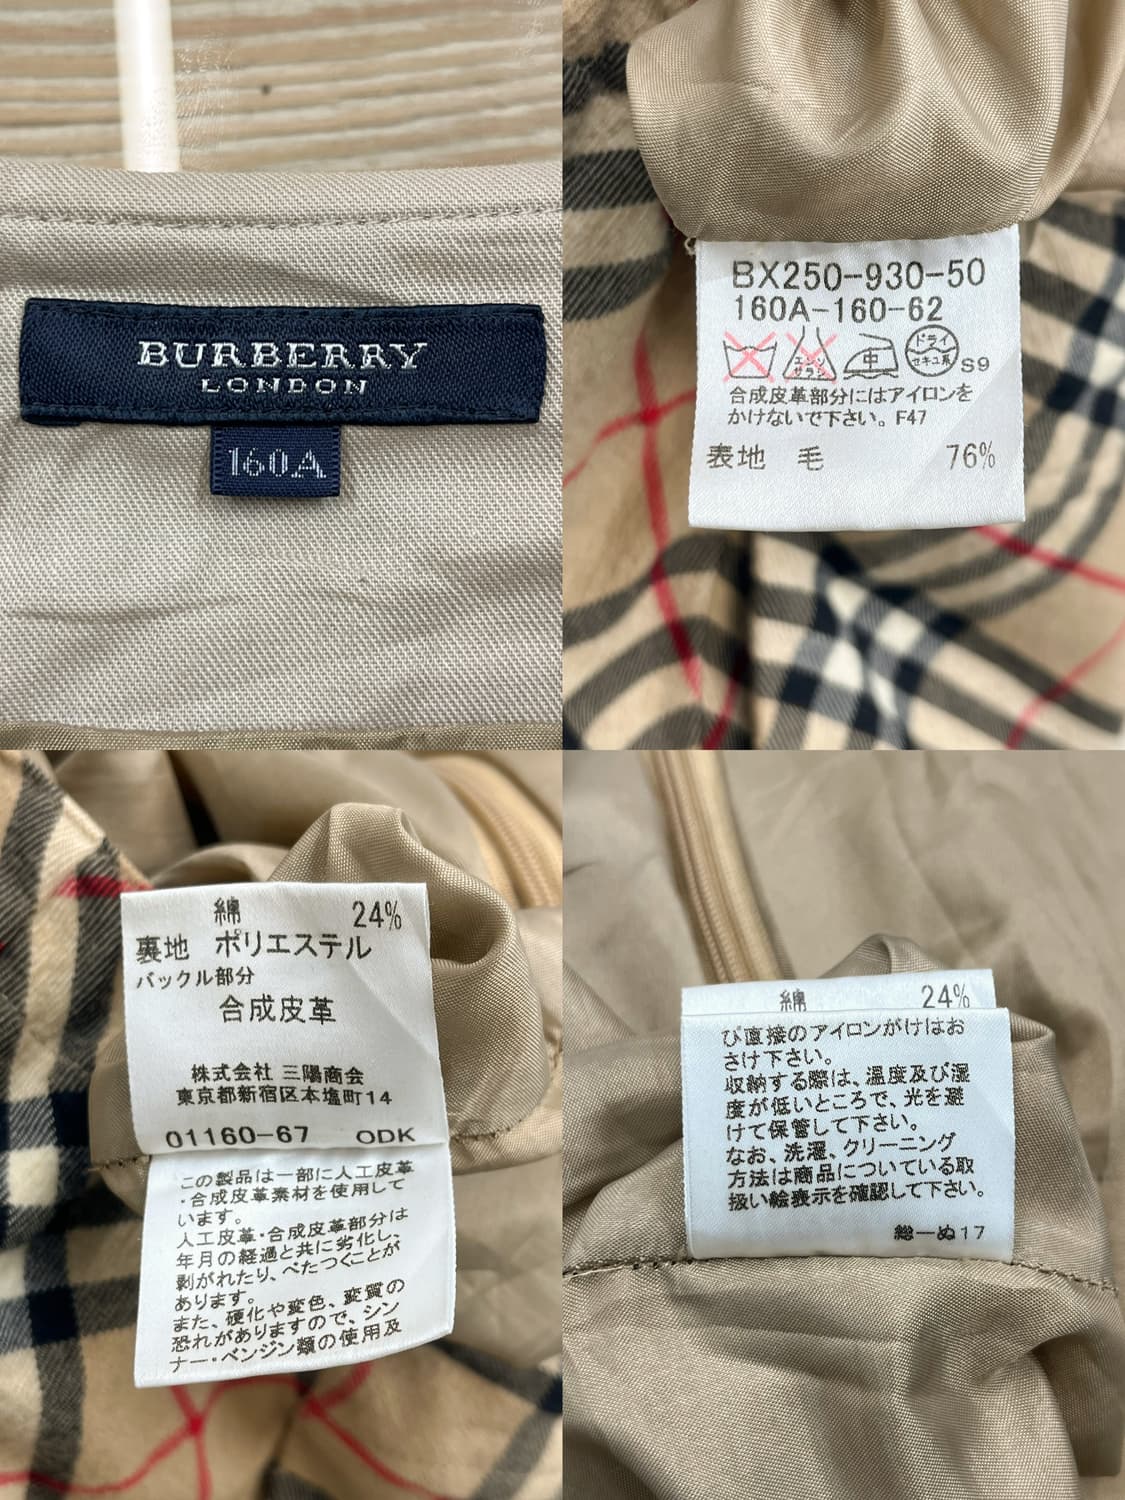 BURBERRY
LONDON
160A
BX250-930-50
160A-160-62
エンソ
サラシ
中
ドライ
セキユ系
S9
合成皮革部分にはアイロンを
かけないで下さい。F47
表地 毛 76%
綿 24%
裏地 ポリエステル
バックル部分
合成皮革
株式会社 三陽商会
東京都新宿区本塩町14
01160-67 ODK
この製品は一部に人工皮革
・合成皮革素材を使用して
います。
人工皮革・合成皮革部分は
年月の経過と共に劣化し、
剥がれたり、べたつくことが
あります。
また、硬化や変色、変質の
恐れがありますので、シン
ナー・ベンジン類の使用及
綿 24%
び直接のアイロンがけはお
さけ下さい。
収納する際は、温度及び湿
度が低いところで、光を避
けて保管して下さい。
なお、洗濯、クリーニング
方法は商品についている取
扱い絵表示を確認して下さい。
総一ぬ17